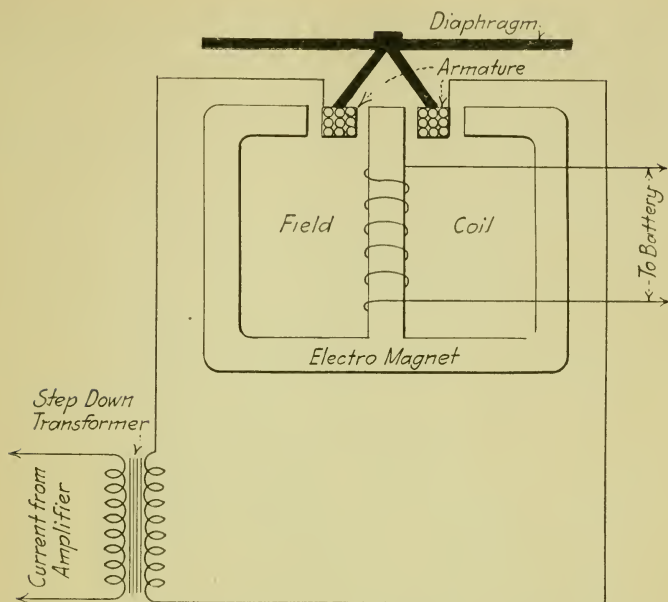 Diaphragm
Armature
Field
Coil
To Battery
Electro Magnet
Step Down
Transformer
Current from
Amplifier